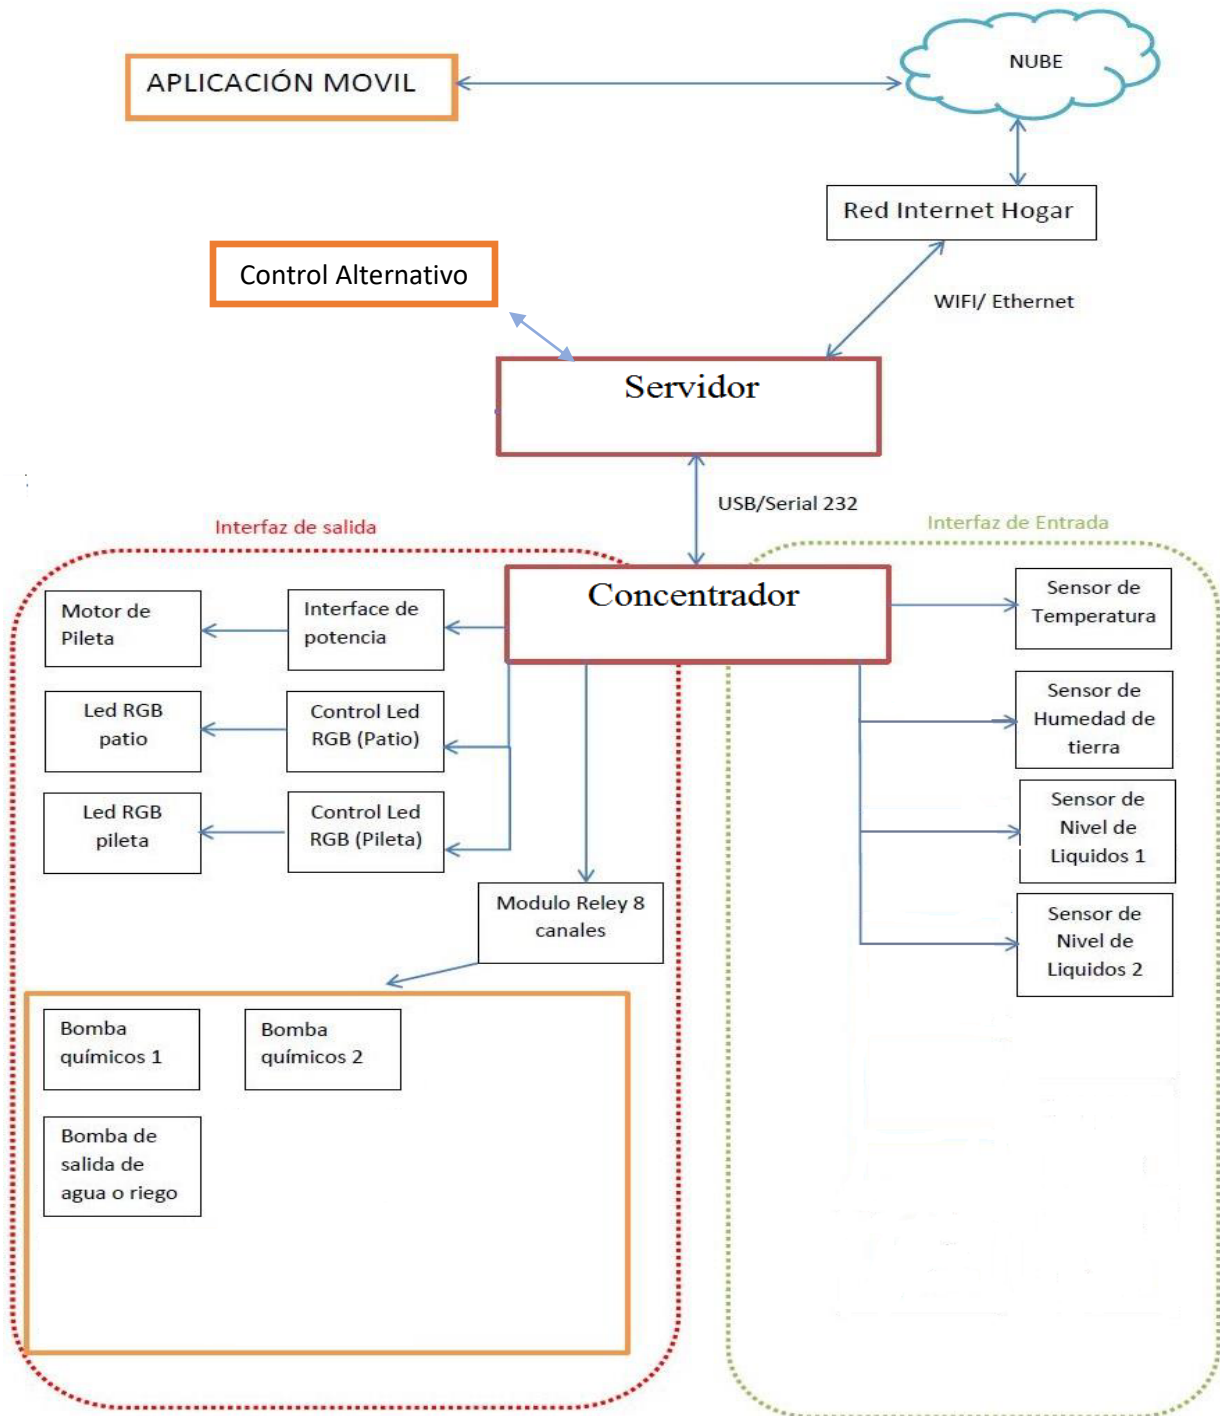 NUBE
APLICACIÓN MOVIL
Red Internet Hogar
Control Alternativo
WIFI/ Ethernet
Servidor
USB/Serial 232
Interfaz de salida
Interfaz de Entrada
Concentrador
Motor de
Pileta
Interface de
potencia
Sensor de
Temperatura
Led RGB
patio
Control Led
RGB (Patio)
Sensor de
Humedad de
tierra
Led RGB
pileta
Control Led
RGB (Pileta)
Sensor de
Nivel de
Liquidos 1
Modulo Reley 8
canales
Sensor de
Nivel de
Liquidos 2
Bomba
químicos 1
Bomba
químicos 2
Bomba de
salida de
agua o riego